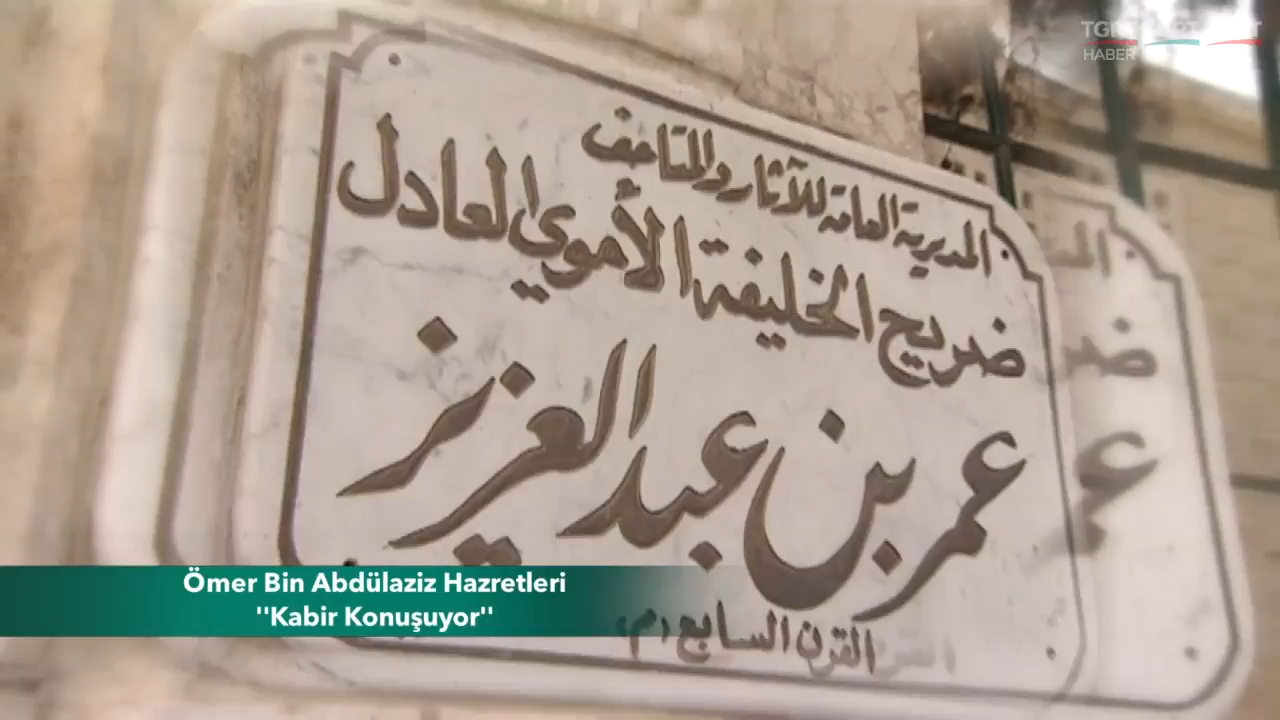 TGRT HABER
المديرية العامة للآثار والمتاحف
ضريح الخليفة الأموي العادل
عمر بن عبد العزيز
القرن السابع (م)
Ömer Bin Abdülaziz Hazretleri
''Kabir Konuşuyor''